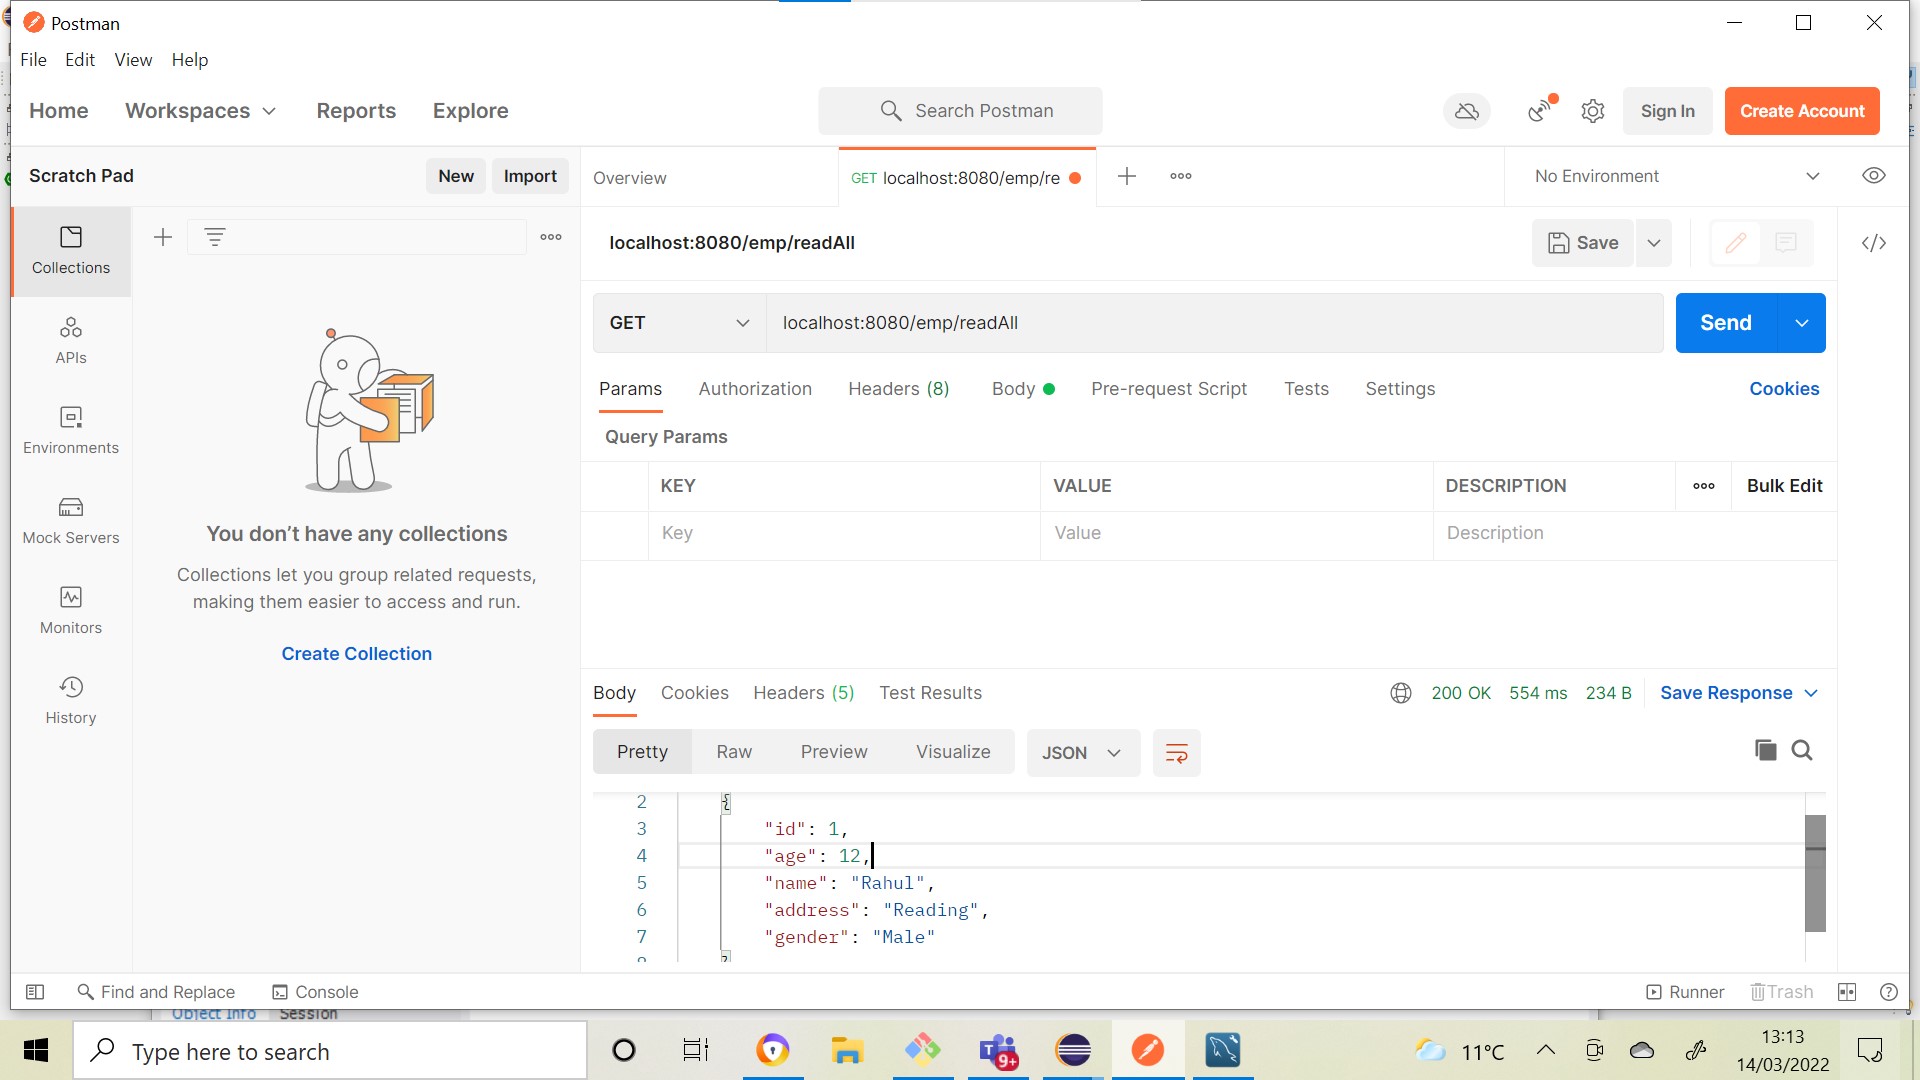 Postman
File Edit View Help
Home Workspaces Reports Explore
Search Postman
Sign In Create Account
Scratch Pad New Import
Overview GET localhost:8080/emp/re
No Environment
Collections
APIs
Environments
Mock Servers
Monitors
History
You don’t have any collections
Collections let you group related requests,
making them easier to access and run.
Create Collection
localhost:8080/emp/readAll
Save
GET localhost:8080/emp/readAll Send
Params Authorization Headers (8) Body Pre-request Script Tests Settings Cookies
Query Params
KEY VALUE DESCRIPTION Bulk Edit
Key Value Description
Body Cookies Headers (5) Test Results 200 OK 554 ms 234 B Save Response
Pretty Raw Preview Visualize JSON
2 {
3 "id": 1,
4 "age": 12,
5 "name": "Rahul",
6 "address": "Reading",
7 "gender": "Male"
Find and Replace Console Runner Trash
Object Info Session
Type here to search
9+
11°C
13:13
14/03/2022